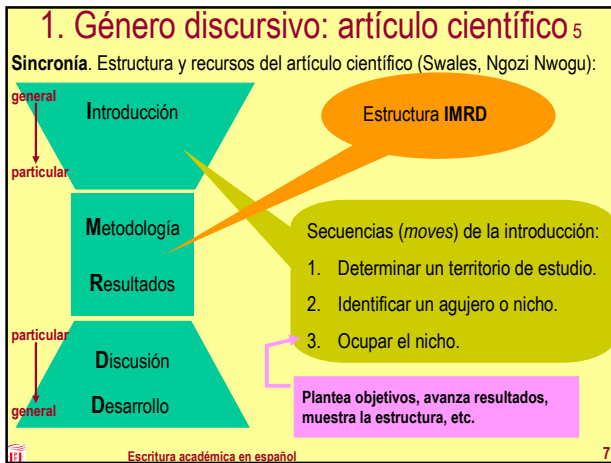 1. Género discursivo: artículo científico 5
Sincronía. Estructura y recursos del artículo científico (Swales, Ngozi Nwogu):
general
particular
Introducción
Estructura IMRD
Metodología
Resultados
Secuencias (moves) de la introducción:
1. Determinar un territorio de estudio.
2. Identificar un agujero o nicho.
3. Ocupar el nicho.
particular
general
Discusión
Desarrollo
Plantea objetivos, avanza resultados,
muestra la estructura, etc.
Escritura académica en español
7